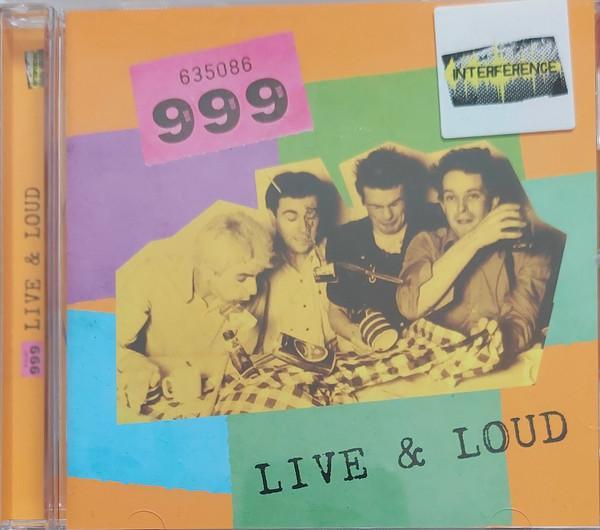 635086
999
INTERFERENCE
LIVE & LOUD
999 LIVE & LOUD